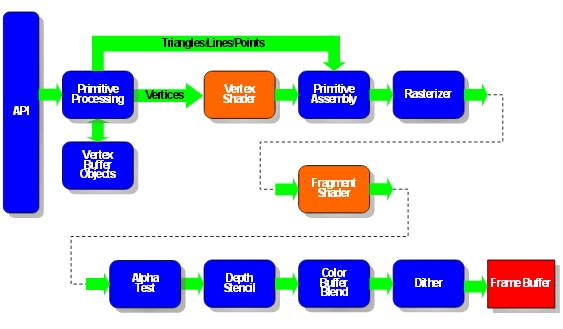 Triangles/Lines/Points
API
Primitive
Processing
Vertices
Vertex
Shader
Primitive
Assembly
Rasterizer
Vertex
Buffer
Objects
Fragment
Shader
Alpha
Test
Depth
Stencil
Color
Buffer
Blend
Dither
Frame Buffer